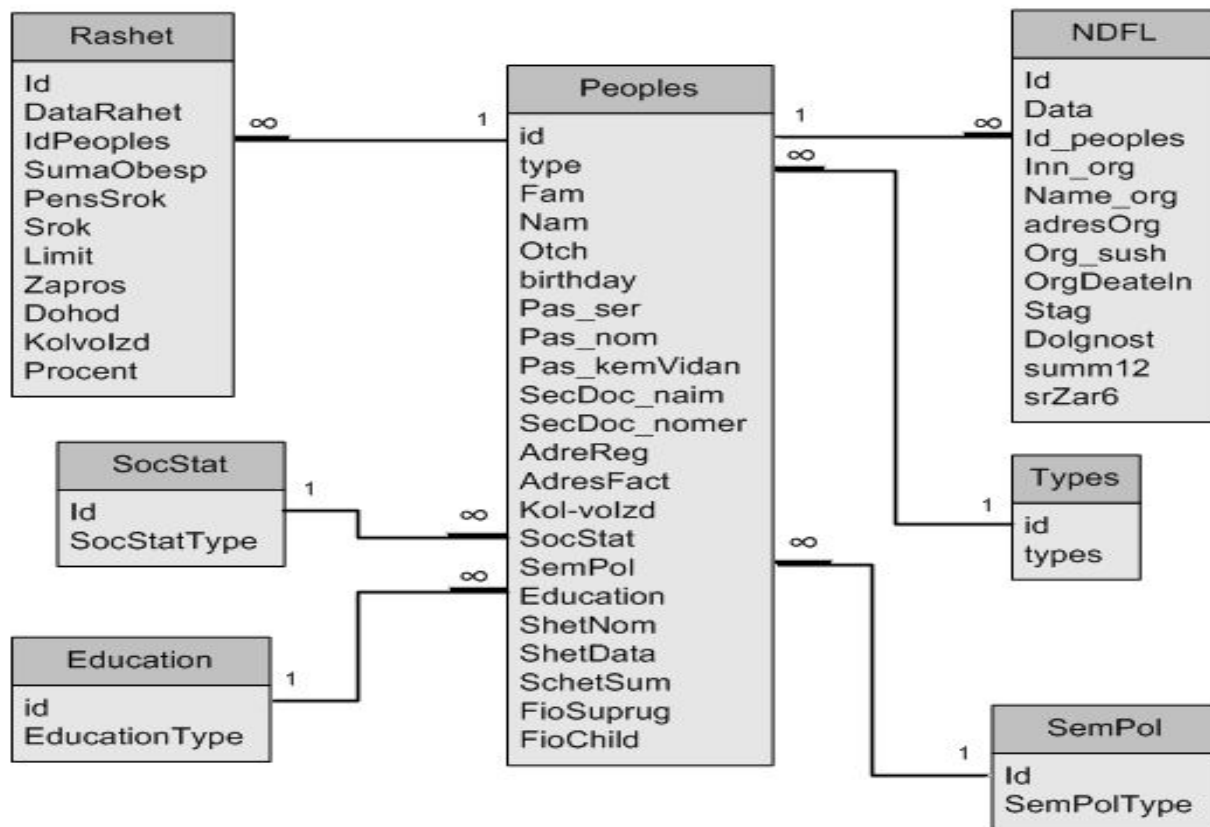 Rashet
Id
DataRahet
IdPeoples
SumaObesp
PensSrok
Srok
Limit
Zapros
Dohod
KolvoIzd
Procent
∞
1
Peoples
id
type
Fam
Nam
Otch
birthday
Pas_ser
Pas_nom
Pas_kemVidan
SecDoc_naim
SecDoc_nomer
AdreReg
AdresFact
Kol-voIzd
SocStat
SemPol
Education
ShetNom
ShetData
SchetSum
FioSuprug
FioChild
1
∞
NDFL
Id
Data
Id_peoples
Inn_org
Name_org
adresOrg
Org_sush
OrgDeateln
Stag
Dolgnost
summ12
srZar6
SocStat
Id
SocStatType
1
∞
Education
id
EducationType
1
∞
∞
1
Types
id
types
∞
1
SemPol
Id
SemPolType